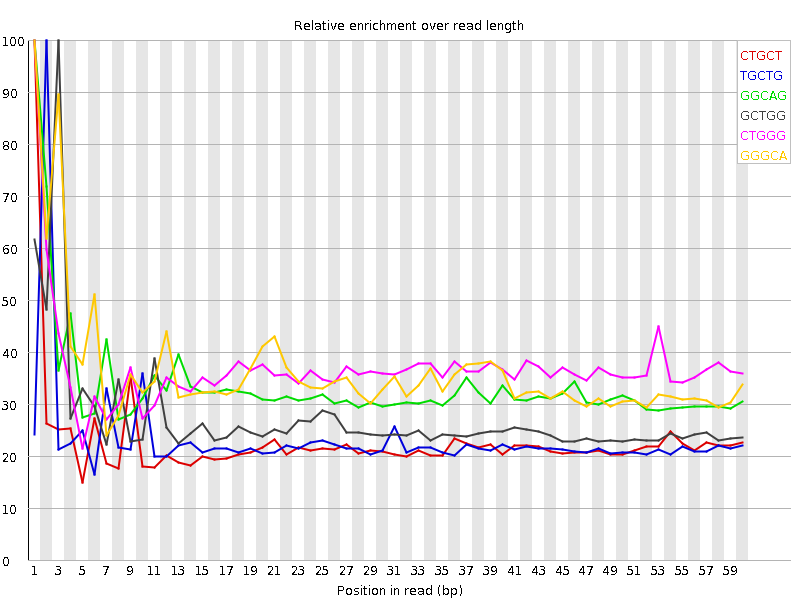 Relative enrichment over read length
100
90
80
70
60
50
40
30
20
10
0
CTGCT
TGCTG
GGCAG
GCTGG
CTGGG
GGGCA
1 3 5 7 9 11 13 15 17 19 21 23 25 27 29 31 33 35 37 39 41 43 45 47 49 51 53 55 57 59
Position in read (bp)